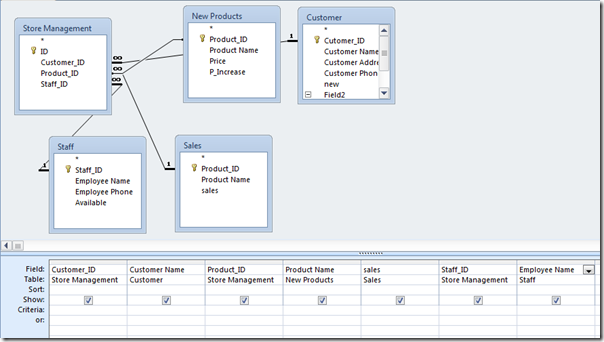 New Products
*
Product_ID
Product Name
Price
P_Increase
Customer
Cutomer_ID
Customer Name
Customer Addre
Customer Phon
new
Field2
Store Management
*
ID
Customer_ID
Product_ID
Staff_ID
∞
∞
1
Staff
*
Staff_ID
Employee Name
Employee Phone
Available
1
Sales
*
Product_ID
Product Name
sales
1
Field: Customer_ID Customer Name Product_ID Product Name sales Staff_ID Employee Name
Table: Store Management Customer Store Management New Products Sales Store Management Staff
Sort:
Show:
Criteria:
or: